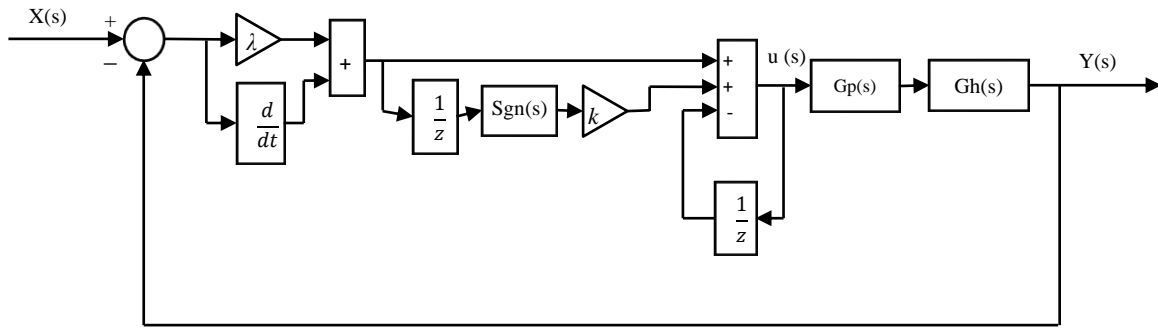 X(s)
+
−
λ
d
dt
+
1
z
Sgn(s)
k
+
+
-
u (s)
1
z
Gp(s)
Gh(s)
Y(s)